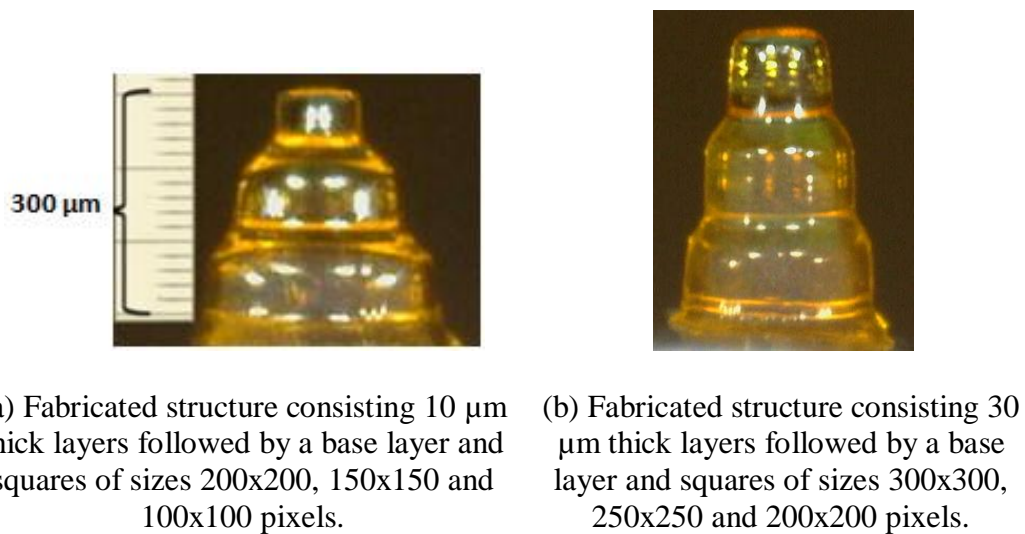 300 µm
a) Fabricated structure consisting 10 µm
hick layers followed by a base layer and
squares of sizes 200x200, 150x150 and
100x100 pixels.
(b) Fabricated structure consisting 30
µm thick layers followed by a base
layer and squares of sizes 300x300,
250x250 and 200x200 pixels.